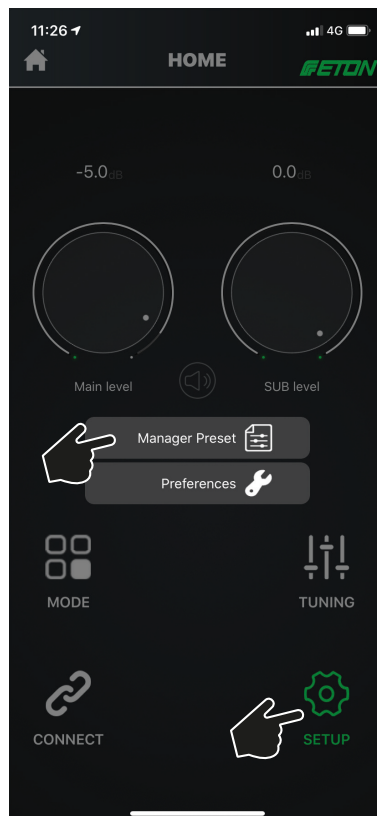 11:26 4G
HOME ETON
-5.0dB 0.0dB
Main level SUB level
Manager Preset
Preferences
MODE TUNING
CONNECT SETUP